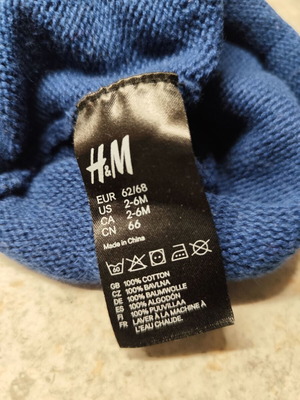 H&M
EUR 62/68
US 2-6M
CA 2-6M
CN 66
Made in China
GB 100% COTTON
CZ 100% BAVLNA
DE 100% BAUMWOLLE
ES 100% ALGODÓN
FI 100% PUUVILLAA
FR LAVER À LA MACHINE À
L'EAU CHAUDE.